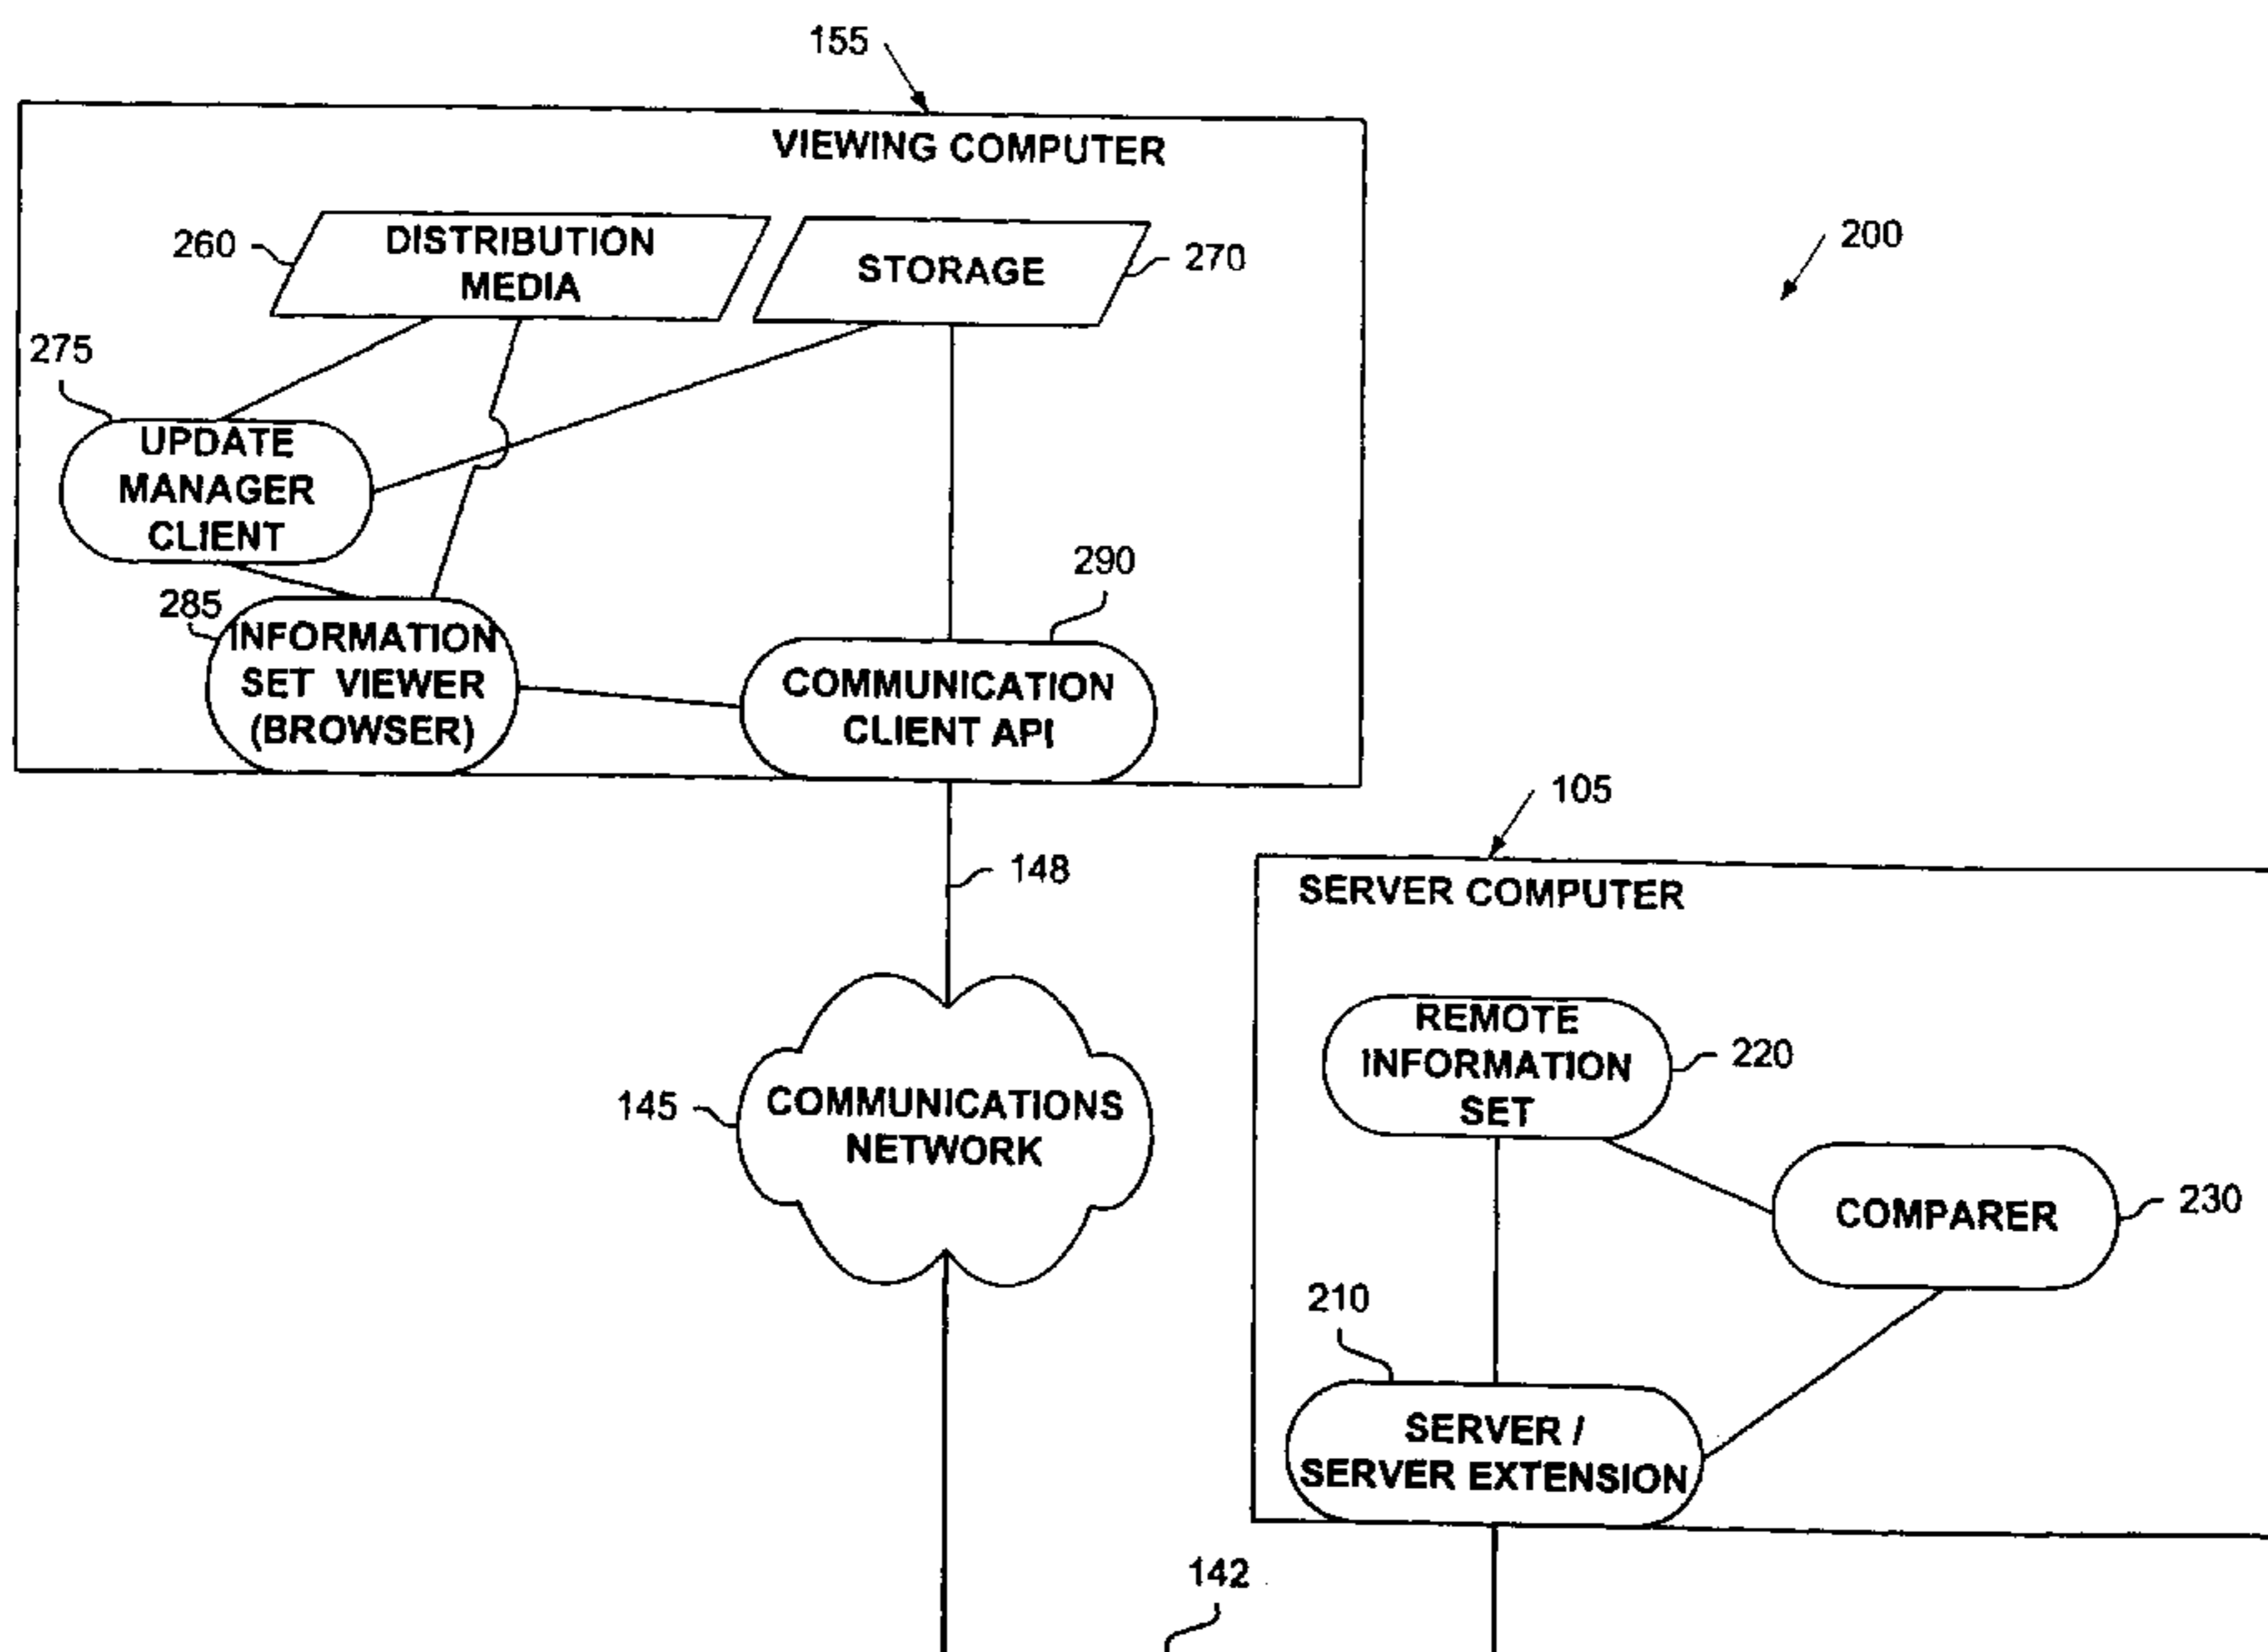 155
VIEWING COMPUTER
260
DISTRIBUTION
MEDIA
STORAGE
270
200
275
UPDATE
MANAGER
CLIENT
290
285
INFORMATION
SET VIEWER
(BROWSER)
COMMUNICATION
CLIENT API
105
148
SERVER COMPUTER
REMOTE
INFORMATION
SET
220
145
COMMUNICATIONS
NETWORK
COMPARER
230
210
SERVER /
SERVER EXTENSION
142